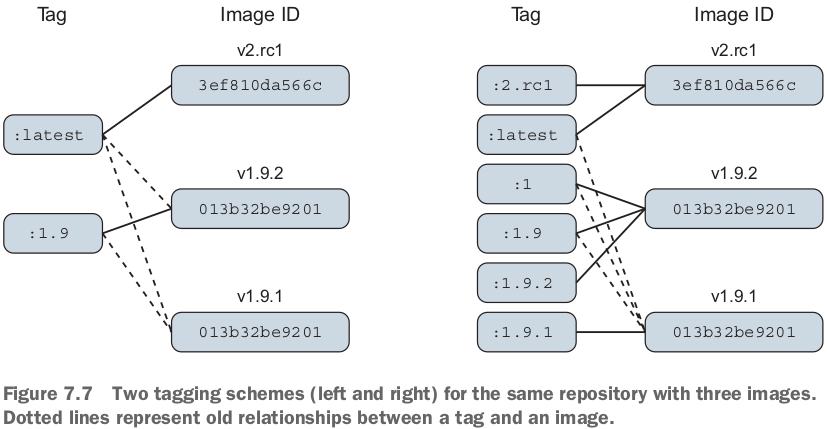 Tag Image ID
v2.rc1
3ef810da566c
:latest
v1.9.2
013b32be9201
:1.9
v1.9.1
013b32be9201
Tag Image ID
v2.rc1
:2.rc1 3ef810da566c
:latest
v1.9.2
:1
013b32be9201
:1.9
:1.9.2
v1.9.1
:1.9.1 013b32be9201
Figure 7.7 Two tagging schemes (left and right) for the same repository with three images.
Dotted lines represent old relationships between a tag and an image.